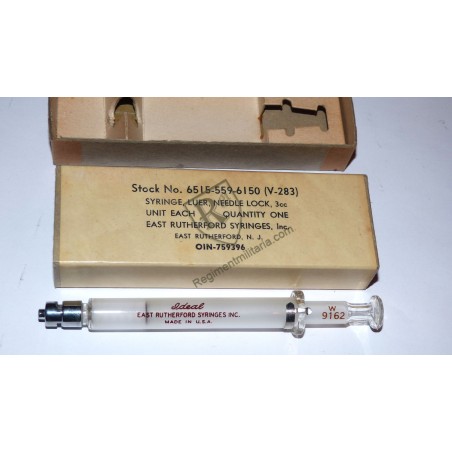 Stock No. 6515-559-6150 (V-283)
SYRINGE, LUER, NEEDLE LOCK, 3cc
UNIT EACH QUANTITY ONE
EAST RUTHERFORD SYRINGES, Inc.
EAST RUTHERFORD, N. J.
OIN-759396
R
Regimentmilitaria.com
Ideal
EAST RUTHERFORD SYRINGES INC.
MADE IN U.S.A.
W
9162